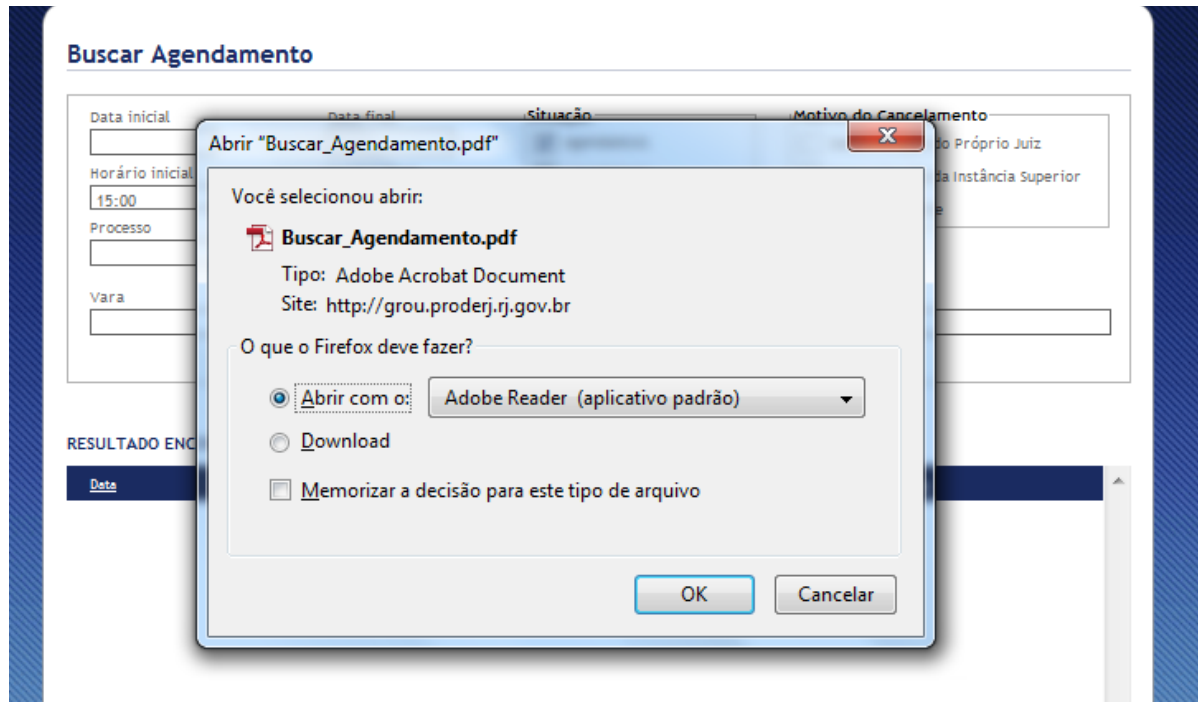 Buscar Agendamento
Data inicial
Data final
Situação
Motivo do Cancelamento
Abrir "Buscar_Agendamento.pdf"
do Próprio Juiz
Horário inicial
da Instância Superior
15:00
Você selecionou abrir:
Processo
Buscar_Agendamento.pdf
Tipo: Adobe Acrobat Document
Site: http://grou.proderj.rj.gov.br
Vara
O que o Firefox deve fazer?
Abrir com o:
Adobe Reader (aplicativo padrão)
Download
RESULTADO ENC
Data
Memorizar a decisão para este tipo de arquivo
OK
Cancelar